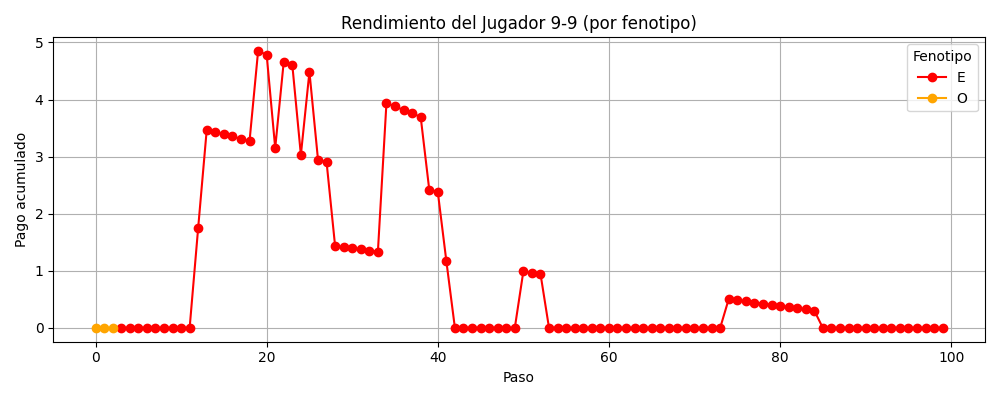 Rendimiento del Jugador 9-9 (por fenotipo)
Pago acumulado
5
4
3
2
1
0
Fenotipo
E
O
0 20 40 60 80 100
Paso